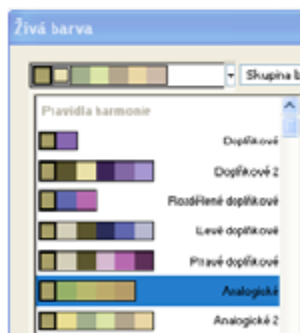 Živá barva
Skupina b
Pravidla harmonie
Doplňkové
Doplňkové 2
Rozdělené doplňkové
Levé doplňkové
Pravé doplňkové
Analogické
Analogické 2